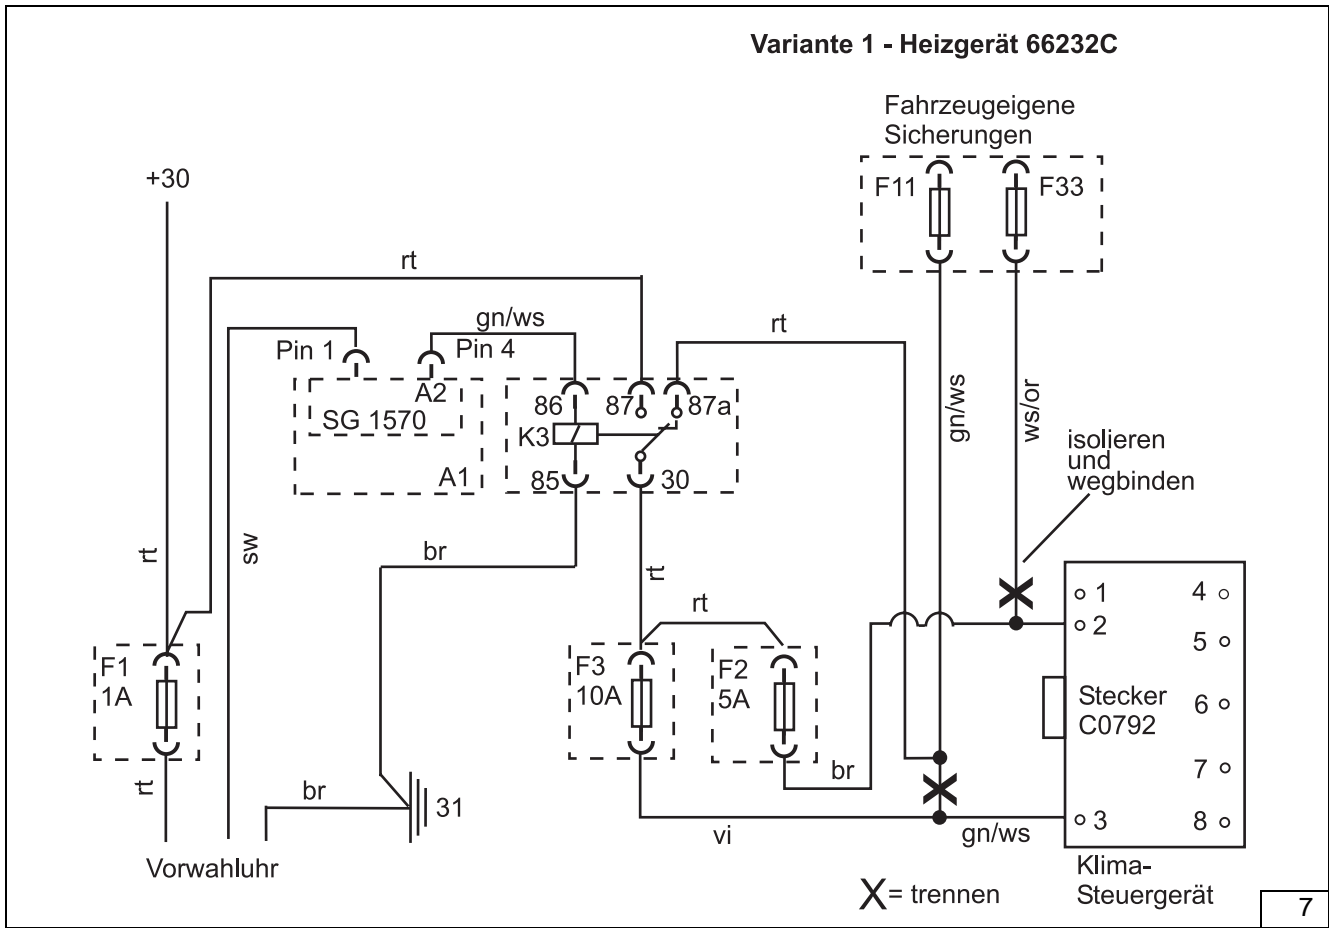 Variante 1 - Heizgerät 66232C
Fahrzeugeigene
Sicherungen
F11
F33
+30
rt
gn/ws
rt
Pin 1
Pin 4
A2
SG 1570
A1
86
87
87a
K3
85
30
gn/ws
ws/or
isolieren
und
wegbinden
rt
sw
br
rt
rt
F1
1A
F3
10A
F2
5A
1
2
3
4
5
6
7
8
Stecker
C0792
rt
br
31
br
vi
gn/ws
Vorwahluhr
Klima-
Steuergerät
X= trennen
7